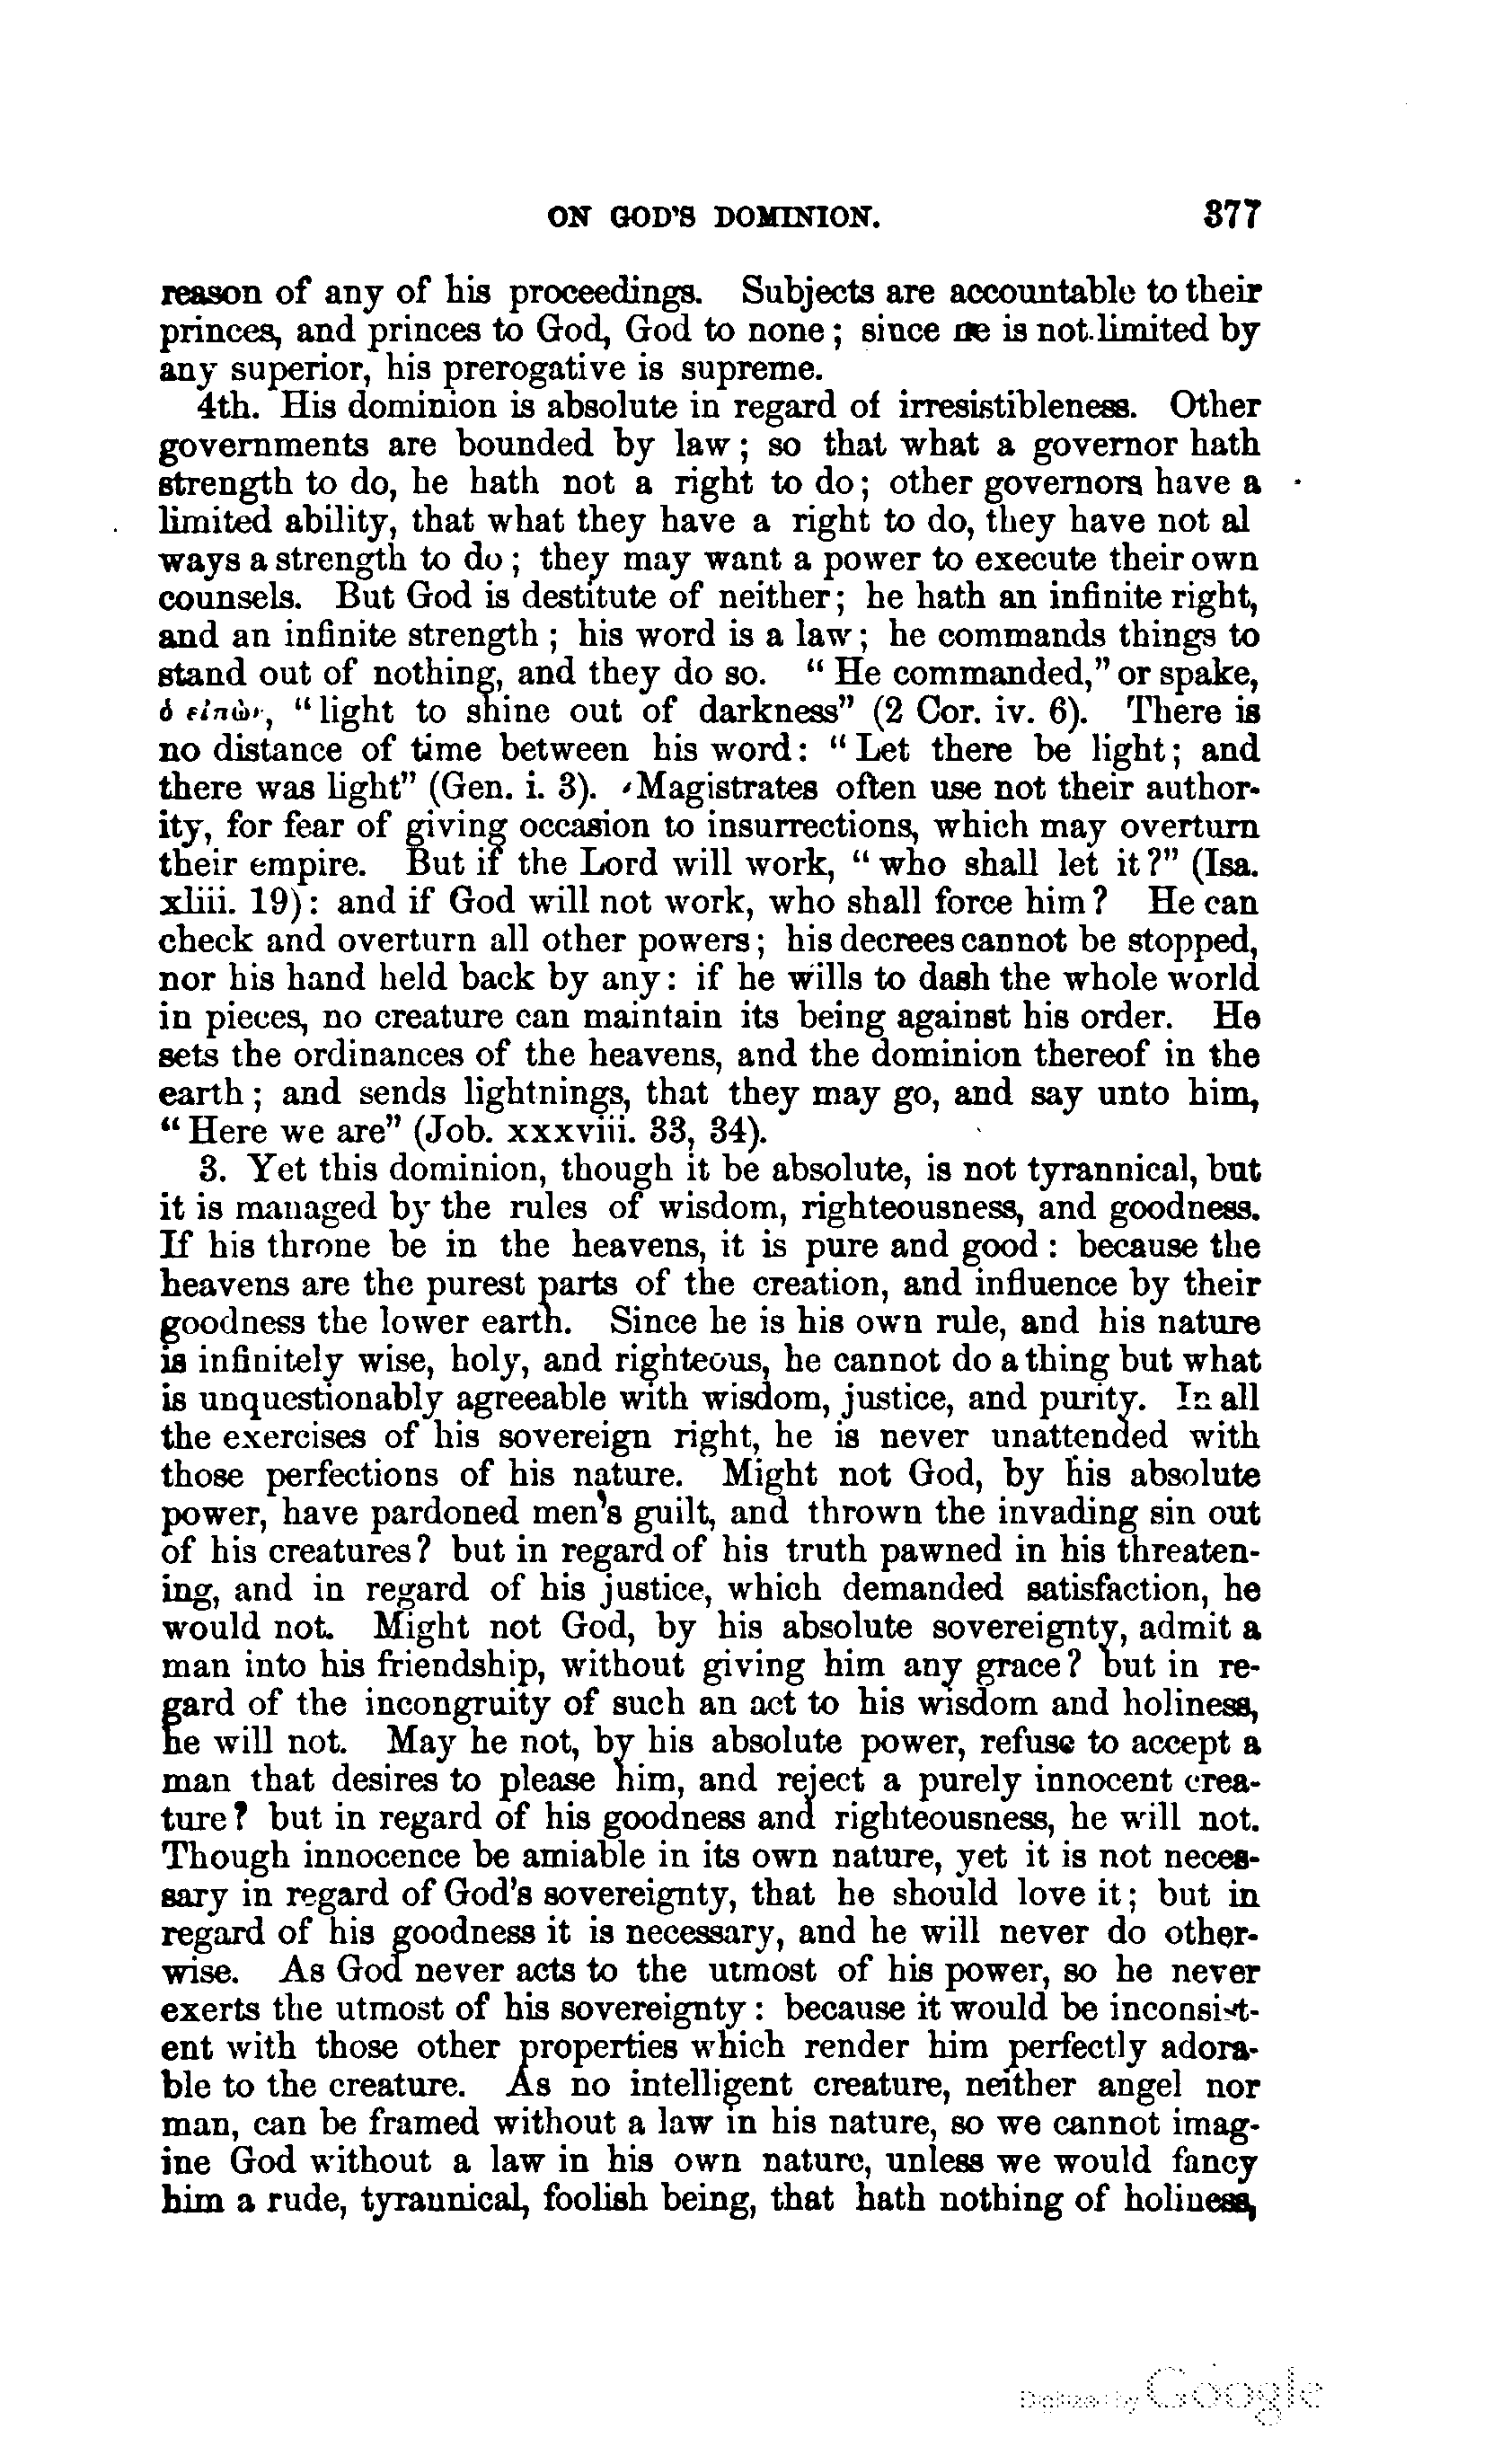 ON GOD'S DOMINION. 377
reason of any of his proceedings. Subjects are accountable to their
princes, and princes to God, God to none; since he is not limited by
any superior, his prerogative is supreme.
4th. His dominion is absolute in regard of irresistibleness. Other
governments are bounded by law; so that what a governor hath
strength to do, he hath not a right to do; other governors have a
limited ability, that what they have a right to do, they have not al
ways a strength to do; they may want a power to execute their own
counsels. But God is destitute of neither; he hath an infinite right,
and an infinite strength; his word is a law; he commands things to
stand out of nothing, and they do so. "He commanded," or spake,
ὁ εἰπὼν, "light to shine out of darkness" (2 Cor. iv. 6). There is
no distance of time between his word: "Let there be light; and
there was light" (Gen. i. 3). Magistrates often use not their author-
ity, for fear of giving occasion to insurrections, which may overturn
their empire. But if the Lord will work, "who shall let it?" (Isa.
xliii. 19): and if God will not work, who shall force him? He can
check and overturn all other powers; his decrees cannot be stopped,
nor his hand held back by any: if he wills to dash the whole world
in pieces, no creature can maintain its being against his order. He
sets the ordinances of the heavens, and the dominion thereof in the
earth; and sends lightnings, that they may go, and say unto him,
"Here we are" (Job. xxxviii. 33, 34).
3. Yet this dominion, though it be absolute, is not tyrannical, but
it is managed by the rules of wisdom, righteousness, and goodness.
If his throne be in the heavens, it is pure and good: because the
heavens are the purest parts of the creation, and influence by their
goodness the lower earth. Since he is his own rule, and his nature
is infinitely wise, holy, and righteous, he cannot do a thing but what
is unquestionably agreeable with wisdom, justice, and purity. In all
the exercises of his sovereign right, he is never unattended with
those perfections of his nature. Might not God, by his absolute
power, have pardoned men's guilt, and thrown the invading sin out
of his creatures? but in regard of his truth pawned in his threaten-
ing, and in regard of his justice, which demanded satisfaction, he
would not. Might not God, by his absolute sovereignty, admit a
man into his friendship, without giving him any grace? but in re-
gard of the incongruity of such an act to his wisdom and holiness,
he will not. May he not, by his absolute power, refuse to accept a
man that desires to please him, and reject a purely innocent crea-
ture? but in regard of his goodness and righteousness, he will not.
Though innocence be amiable in its own nature, yet it is not neces-
sary in regard of God's sovereignty, that he should love it; but in
regard of his goodness it is necessary, and he will never do other-
wise. As God never acts to the utmost of his power, so he never
exerts the utmost of his sovereignty: because it would be inconsist-
ent with those other properties which render him perfectly adora-
ble to the creature. As no intelligent creature, neither angel nor
man, can be framed without a law in his nature, so we cannot imag-
ine God without a law in his own nature, unless we would fancy
him a rude, tyrannical, foolish being, that hath nothing of holiness,
Digitized by Google